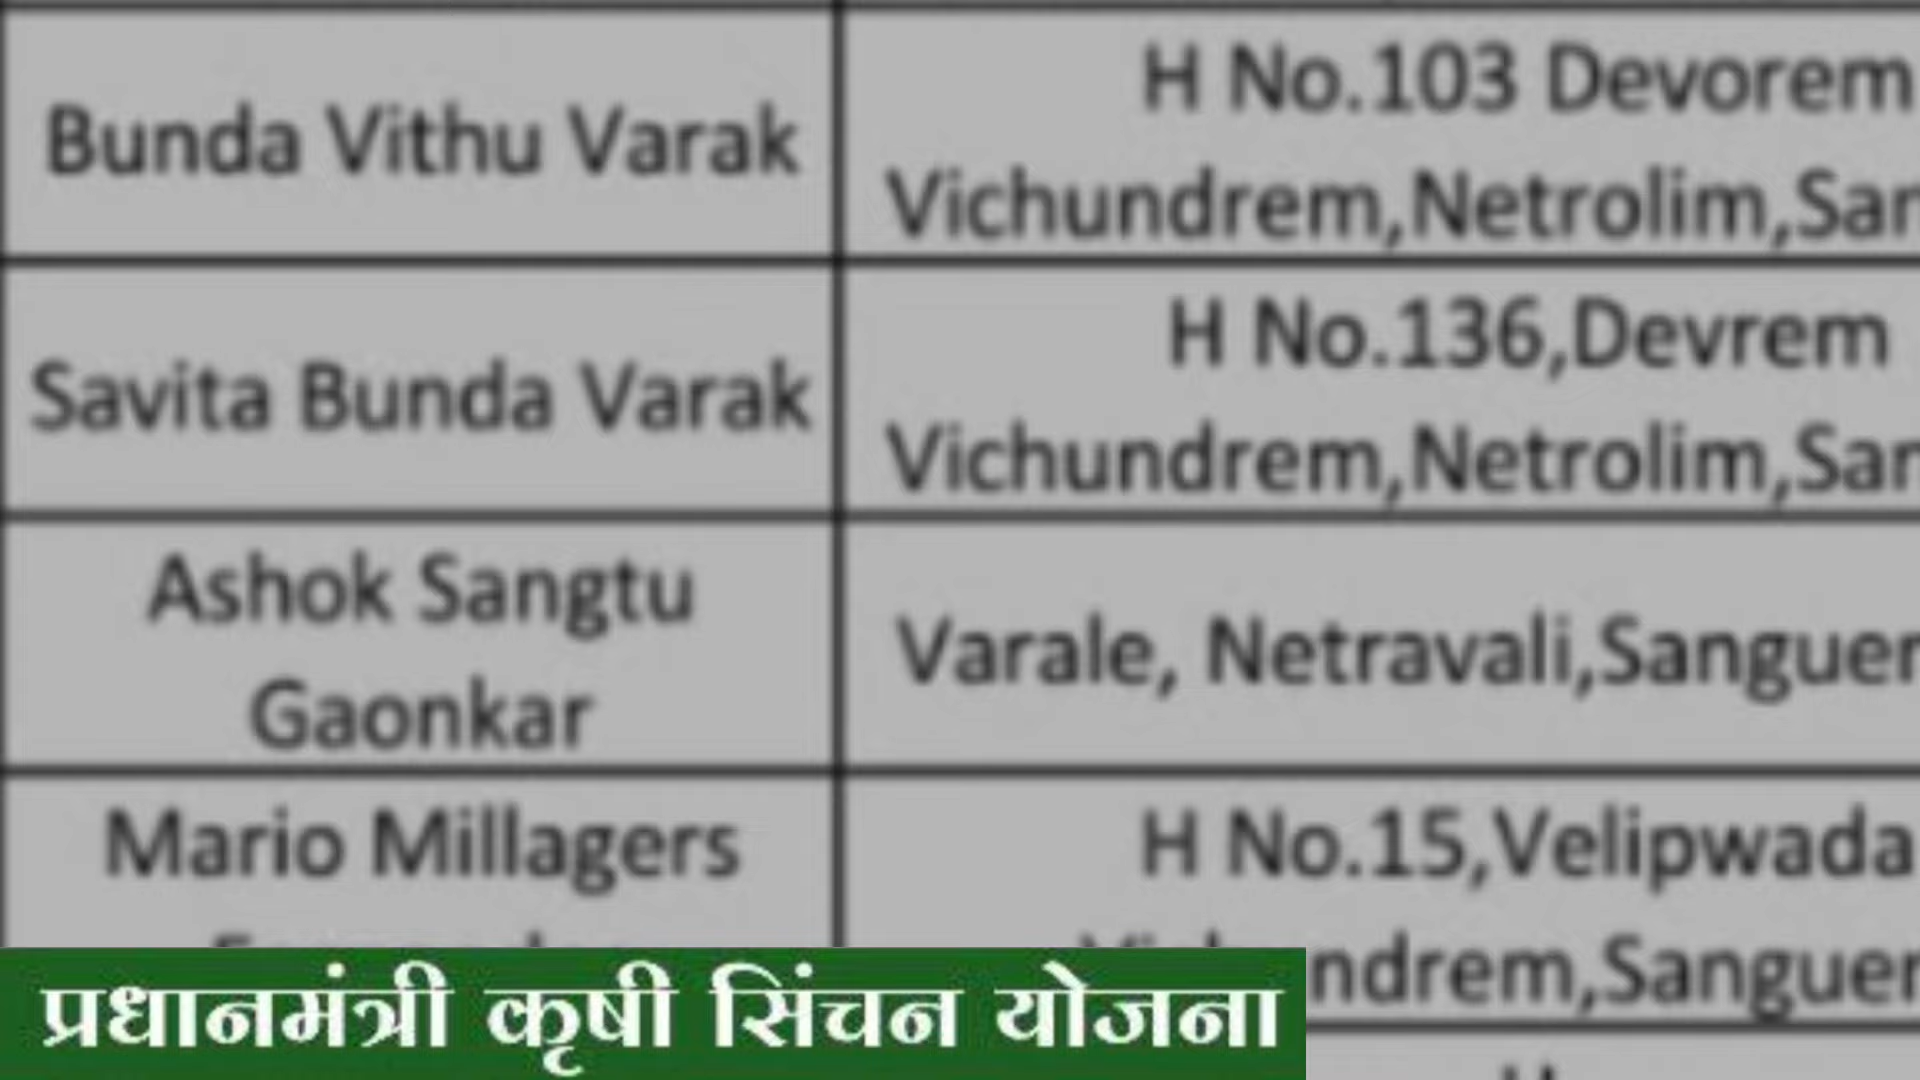 Bunda Vithu Varak
H No.103 Devorem
Vichundrem,Netrolim,San
Savita Bunda Varak
H No.136,Devrem
Vichundrem,Netrolim,San
Ashok Sangtu
Gaonkar
Varale, Netravali,Sanguer
Mario Millagers
H No.15,Velipwada
ndrem,Sanguer
प्रधानमंत्री कृषी सिंचन योजना